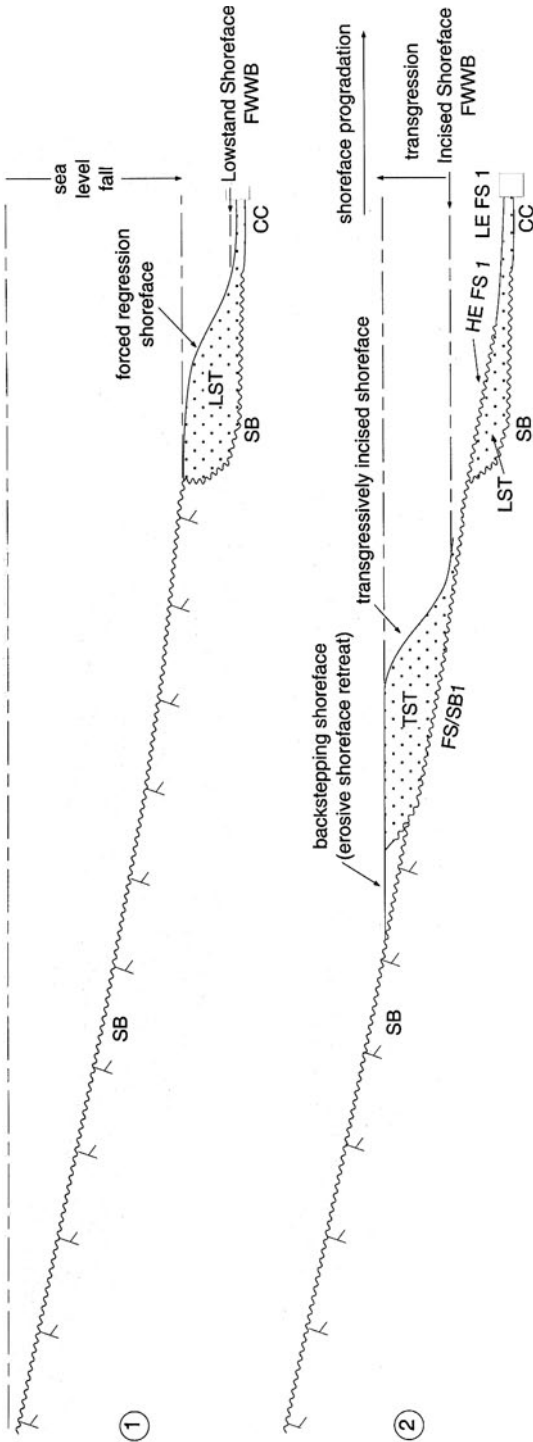 sea
level
fall
Lowstand Shoreface
FWWB
forced regression
shoreface
LST
SB
CC
SB
1
shoreface progradation
transgression
Incised Shoreface
FWWB
transgressively incised shoreface
backstepping shoreface
(erosive shoreface retreat)
HE FS 1
LE FS 1
TST
FS/SB1
LST
SB
CC
SB
2